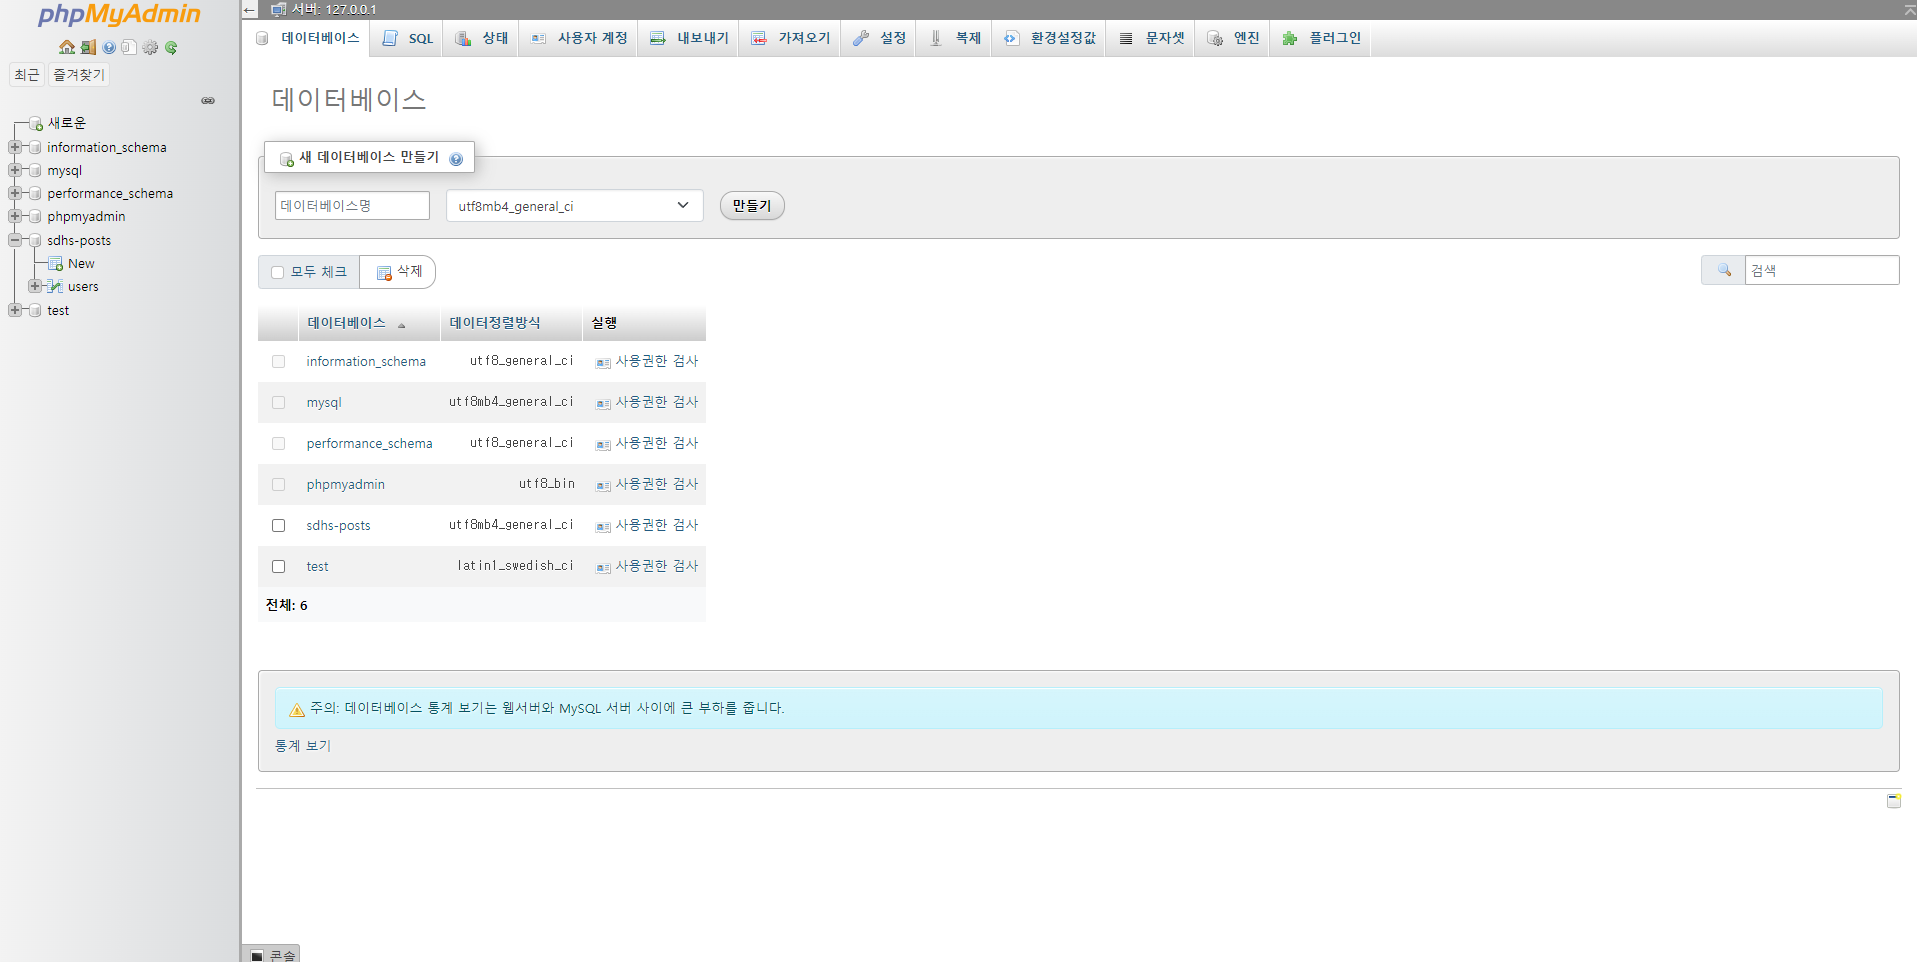 phpMyAdmin
최근 즐겨찾기
새로운
information_schema
mysql
performance_schema
phpmyadmin
sdhs-posts
New
users
test
← 서버: 127.0.0.1
데이터베이스 SQL 상태 사용자 계정 내보내기 가져오기 설정 복제 환경설정값 문자셋 엔진 플러그인
데이터베이스
새 데이터베이스 만들기
데이터베이스명 utf8mb4_general_ci 만들기
모두 체크 삭제 검색
데이터베이스 데이터정렬방식 실행
information_schema utf8_general_ci 사용권한 검사
mysql utf8mb4_general_ci 사용권한 검사
performance_schema utf8_general_ci 사용권한 검사
phpmyadmin utf8_bin 사용권한 검사
sdhs-posts utf8mb4_general_ci 사용권한 검사
test latin1_swedish_ci 사용권한 검사
전체: 6
주의: 데이터베이스 통계 보기는 웹서버와 MySQL 서버 사이에 큰 부하를 줍니다.
통계 보기
콘솔